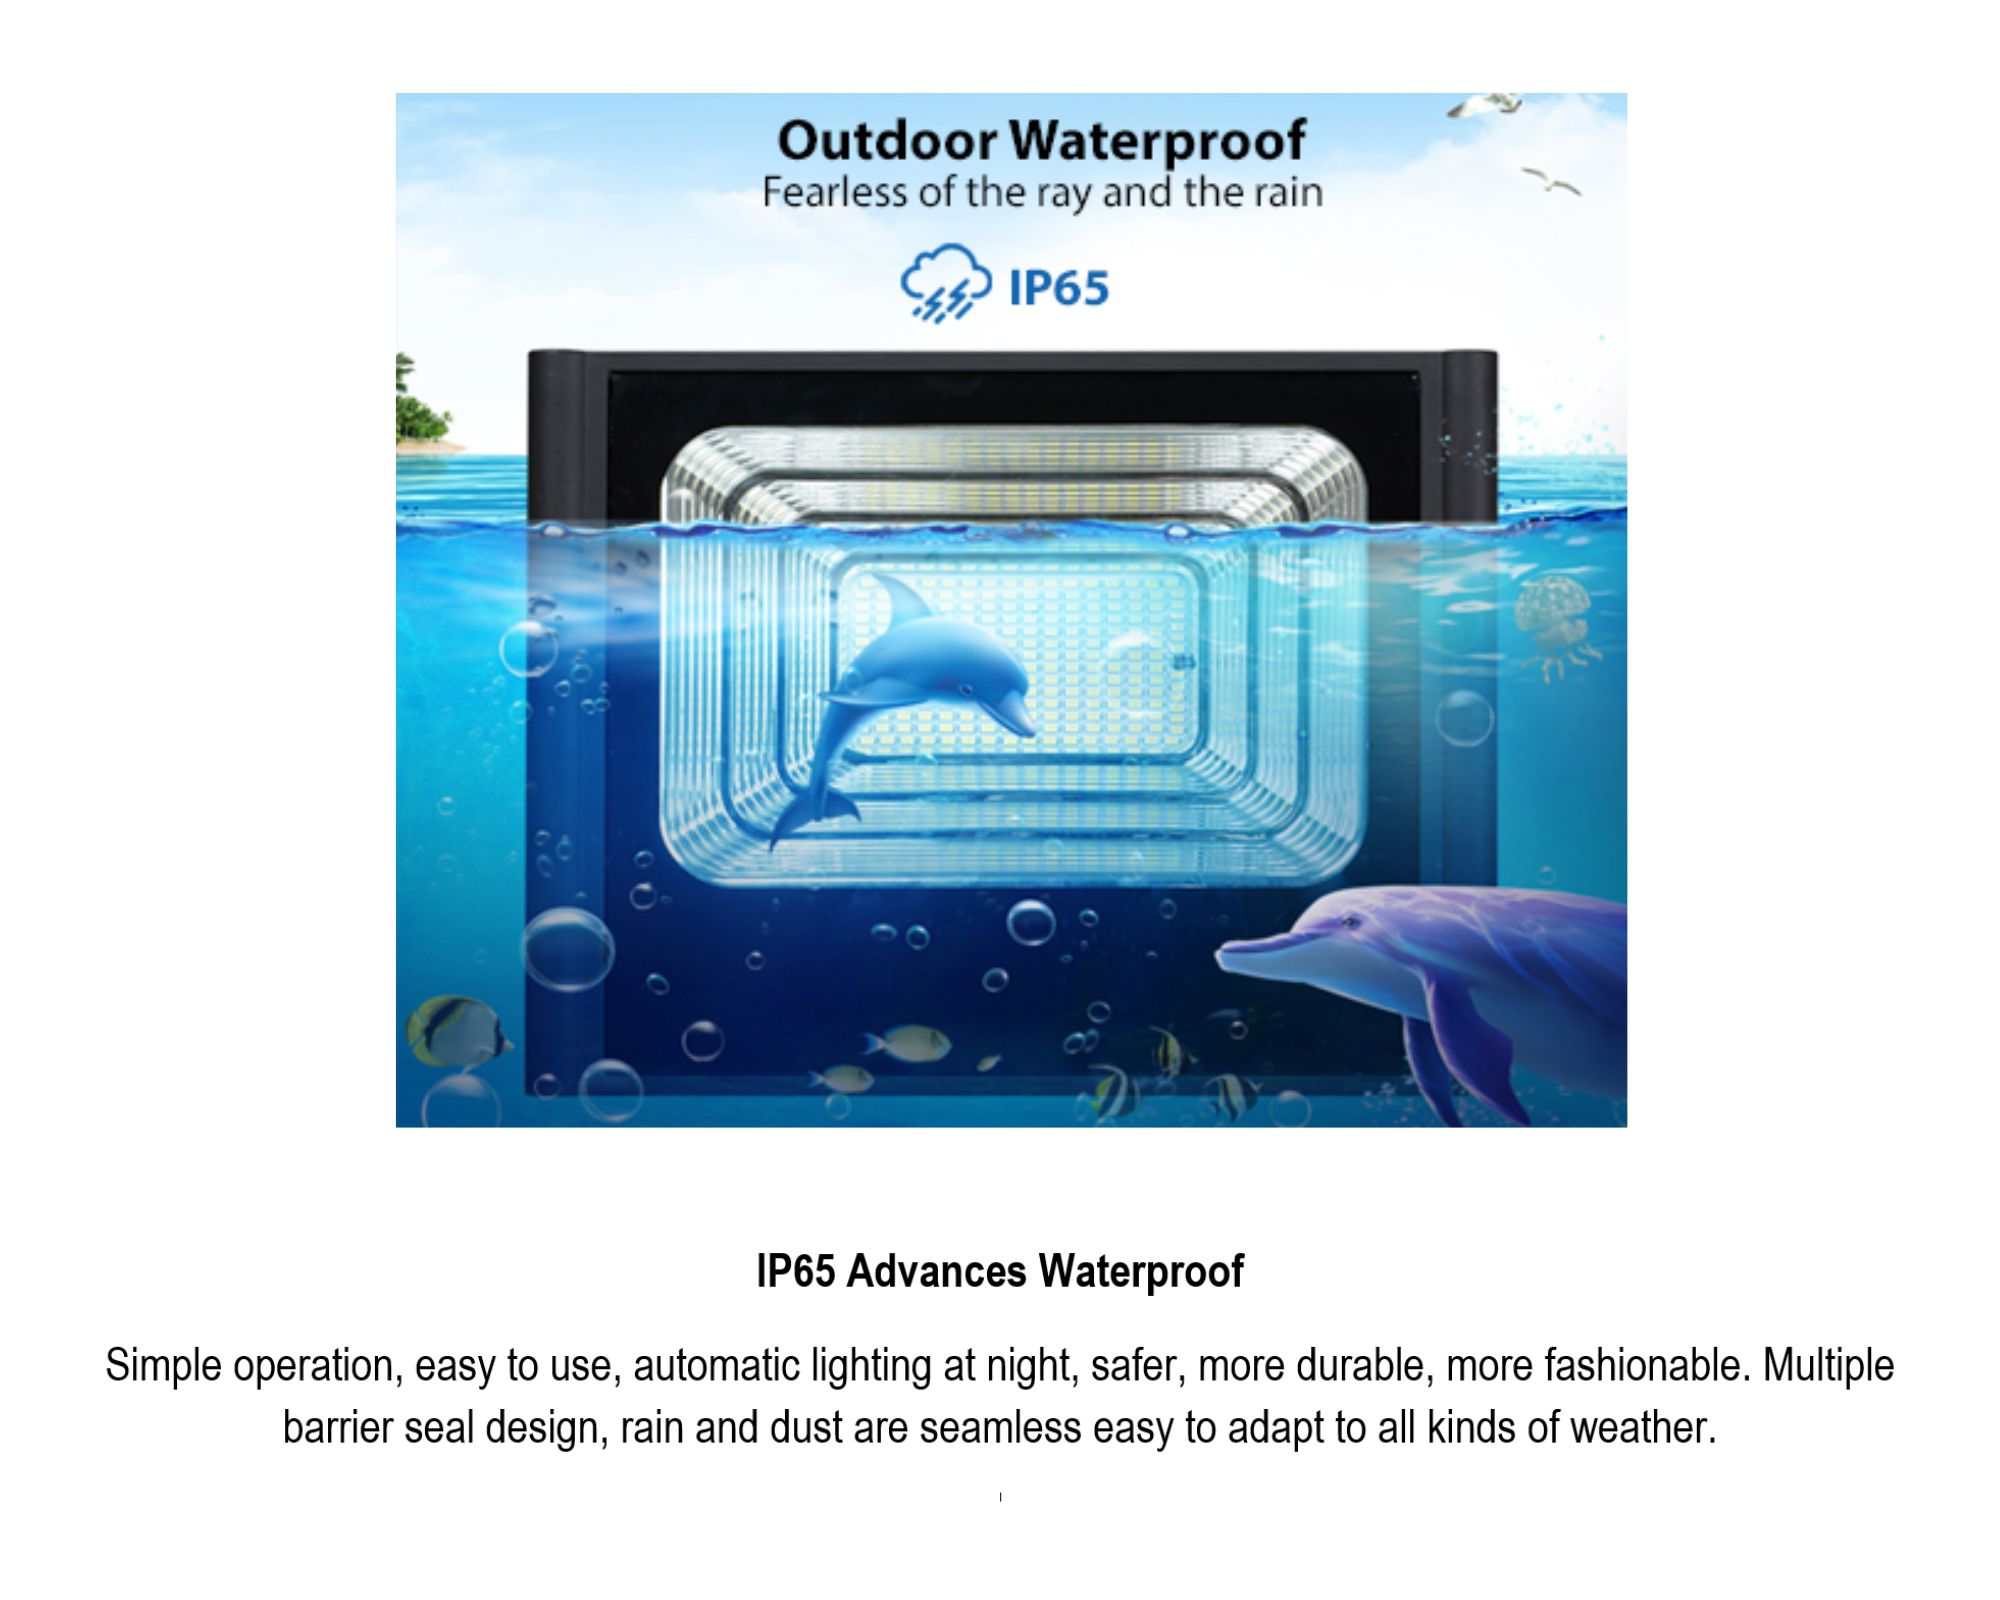 Outdoor Waterproof
Fearless of the ray and the rain
IP65
IP65 Advances Waterproof
Simple operation, easy to use, automatic lighting at night, safer, more durable, more fashionable. Multiple
barrier seal design, rain and dust are seamless easy to adapt to all kinds of weather.